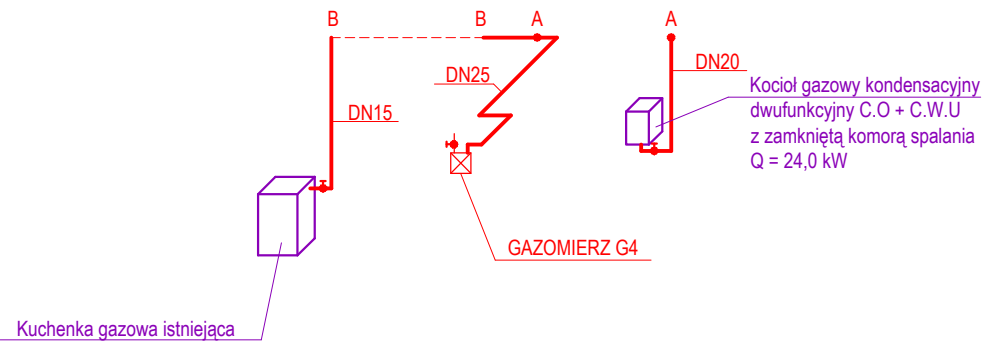 B
B
A
A
DN25
DN20
DN15
Kocioł gazowy kondensacyjny
dwufunkcyjny C.O + C.W.U
z zamkniętą komorą spalania
Q = 24,0 kW
GAZOMIERZ G4
Kuchenka gazowa istniejąca